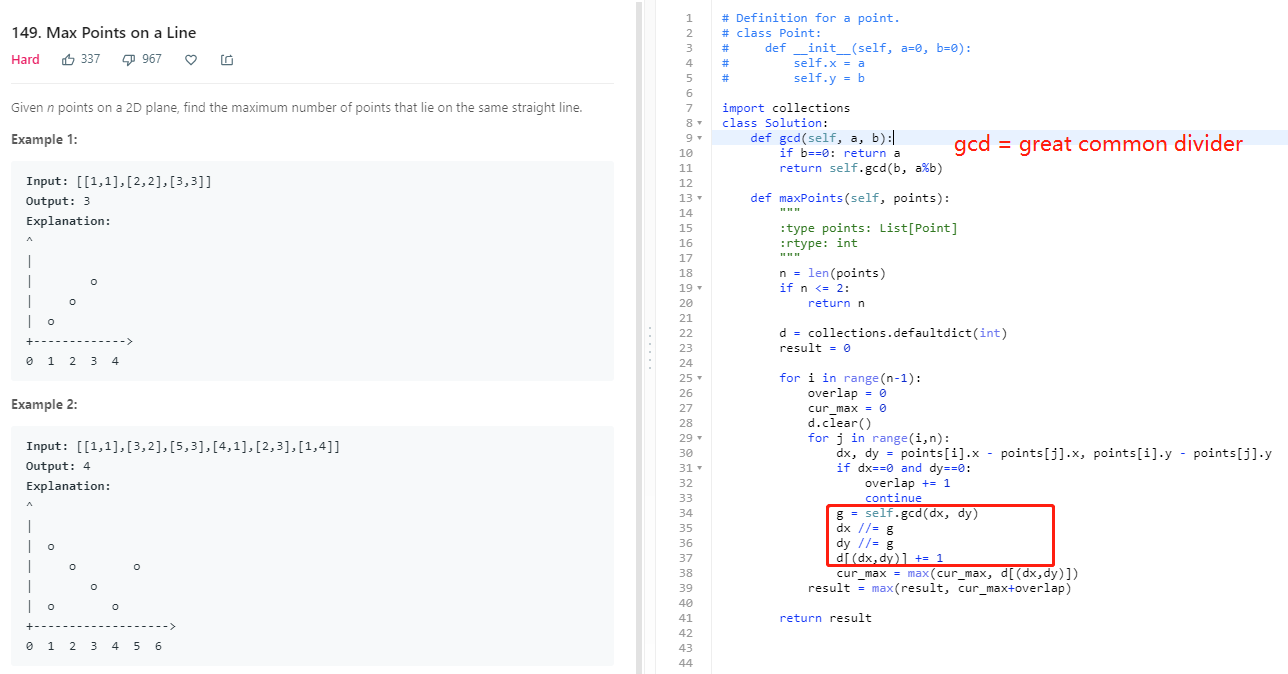 149. Max Points on a Line
Hard 337 967
Given n points on a 2D plane, find the maximum number of points that lie on the same straight line.
Example 1:
Input: [[1,1],[2,2],[3,3]]
Output: 3
Explanation:
^
|
|        o
|     o
|  o
+------------->
0  1  2  3  4
Example 2:
Input: [[1,1],[3,2],[5,3],[4,1],[2,3],[1,4]]
Output: 4
Explanation:
^
|
|  o
|     o        o
|        o
|  o        o
+------------------->
0  1  2  3  4  5  6
1 # Definition for a point.
2 # class Point:
3 #     def __init__(self, a=0, b=0):
4 #         self.x = a
5 #         self.y = b
6
7 import collections
8 class Solution:
9     def gcd(self, a, b):
gcd = great common divider
10         if b==0: return a
11         return self.gcd(b, a%b)
12
13     def maxPoints(self, points):
14         """
15         :type points: List[Point]
16         :rtype: int
17         """
18         n = len(points)
19         if n <= 2:
20             return n
21
22         d = collections.defaultdict(int)
23         result = 0
24
25         for i in range(n-1):
26             overlap = 0
27             cur_max = 0
28             d.clear()
29             for j in range(i,n):
30                 dx, dy = points[i].x - points[j].x, points[i].y - points[j].y
31                 if dx==0 and dy==0:
32                     overlap += 1
33                     continue
34                 g = self.gcd(dx, dy)
35                 dx //= g
36                 dy //= g
37                 d[(dx,dy)] += 1
38                 cur_max = max(cur_max, d[(dx,dy)])
39             result = max(result, cur_max+overlap)
40
41         return result
42
43
44